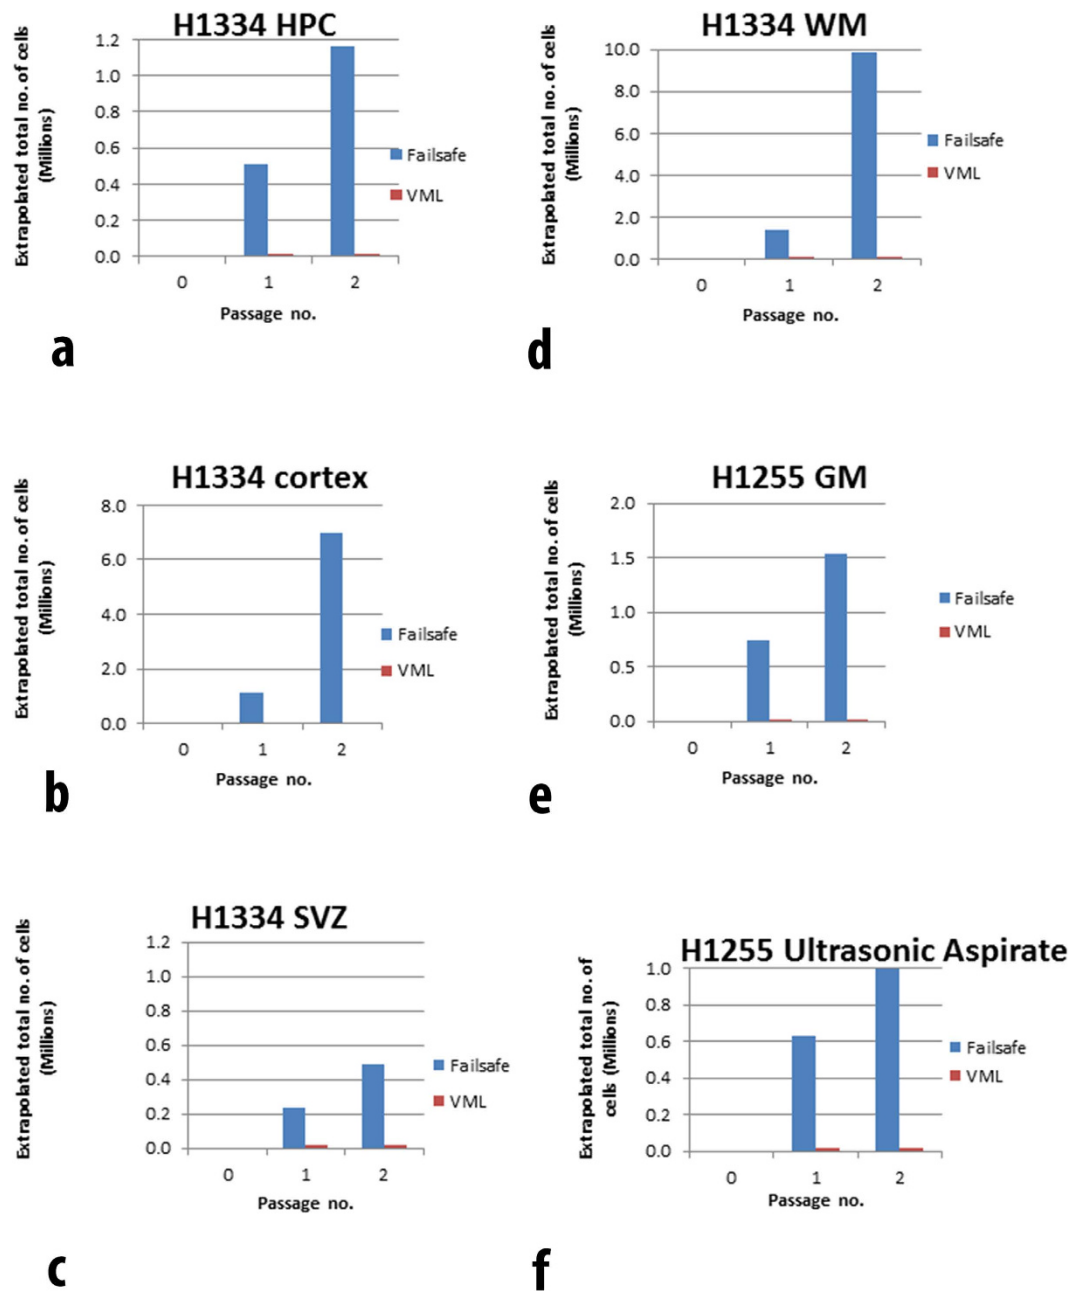 H1334 HPC
Extrapolated total no. of cells
(Millions)
1.2
1.0
0.8
0.6
0.4
0.2
0.0
0 1 2
Passage no.
Failsafe
VML
a
H1334 WM
Extrapolated total no. of cells
(Millions)
10.0
8.0
6.0
4.0
2.0
0.0
0 1 2
Passage no.
Failsafe
VML
d
H1334 cortex
Extrapolated total no. of cells
(Millions)
8.0
6.0
4.0
2.0
0.0
0 1 2
Passage no.
Failsafe
VML
b
H1255 GM
Extrapolated total no. of cells
(Millions)
2.0
1.5
1.0
0.5
0.0
0 1 2
Passage no.
Failsafe
VML
e
H1334 SVZ
Extrapolated total no. of cells
(Millions)
1.2
1.0
0.8
0.6
0.4
0.2
0.0
0 1 2
Passage no.
Failsafe
VML
c
H1255 Ultrasonic Aspirate
Extrapolated total no. of
cells (Millions)
1.0
0.8
0.6
0.4
0.2
0.0
0 1 2
Passage no.
Failsafe
VML
f